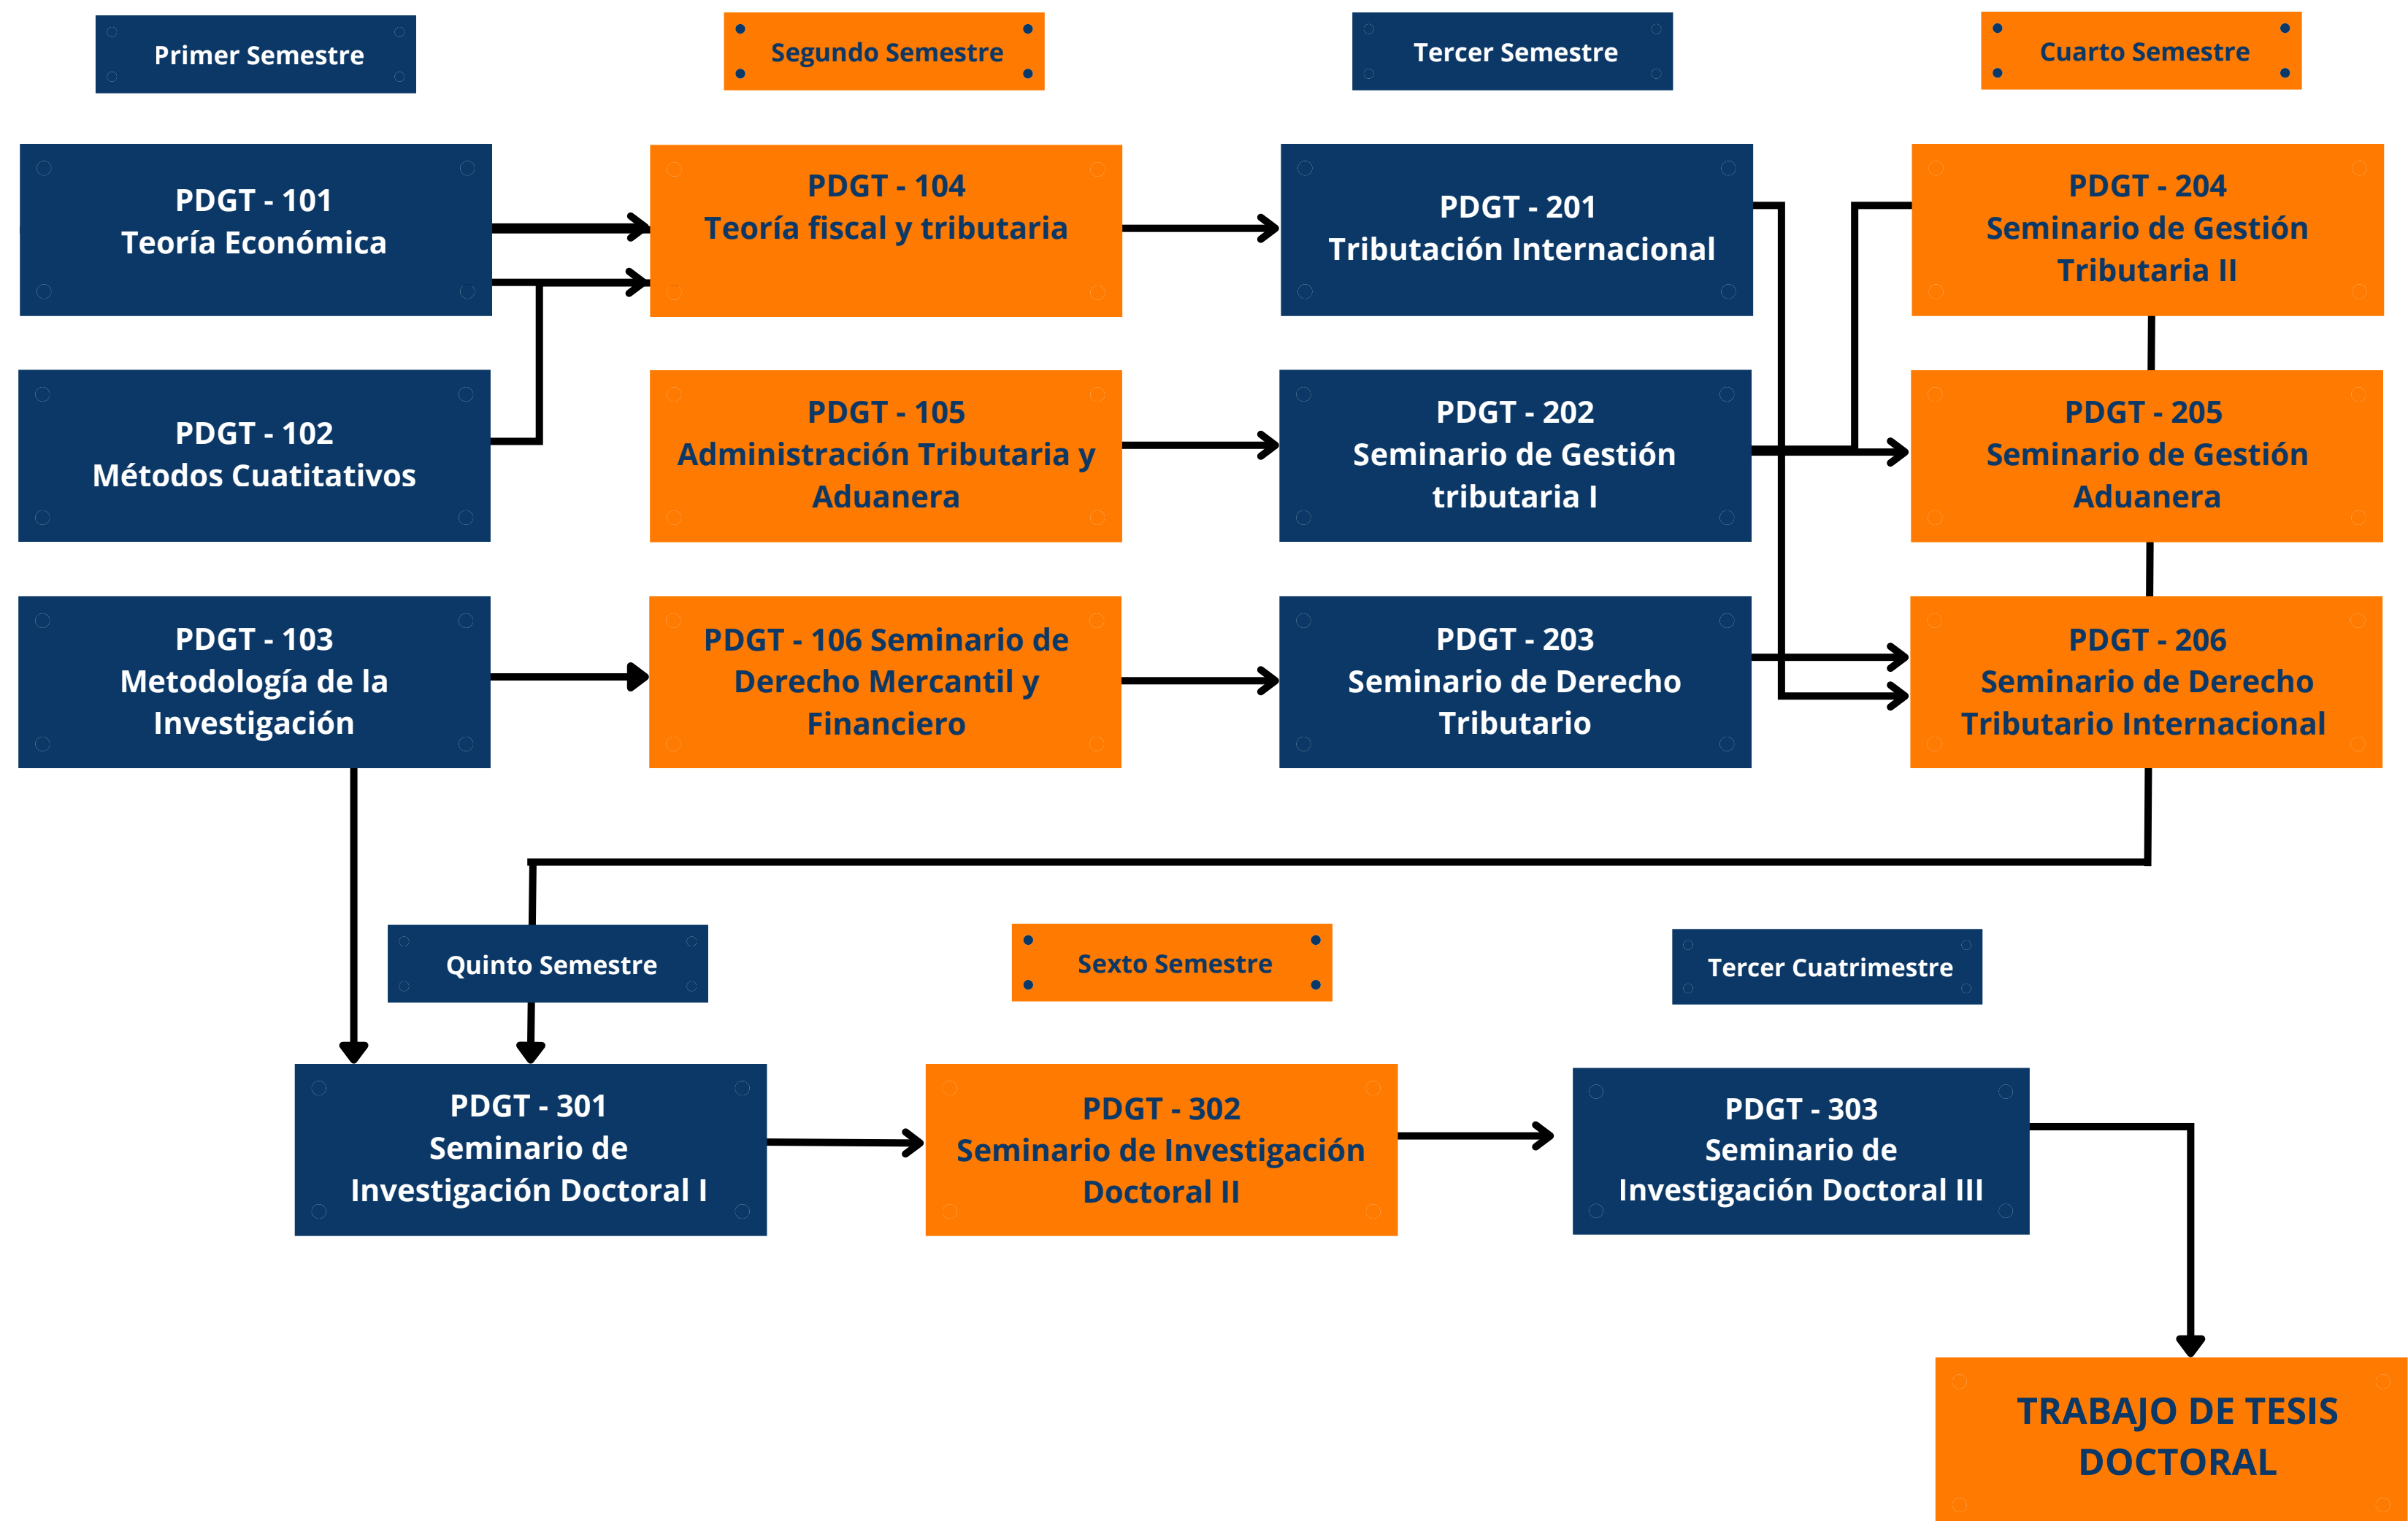 Primer Semestre
Segundo Semestre
Tercer Semestre
Cuarto Semestre
PDGT - 101
Teoría Económica
PDGT - 104
Teoría fiscal y tributaria
PDGT - 201
Tributación Internacional
PDGT - 204
Seminario de Gestión
Tributaria II
PDGT - 102
Métodos Cuatitativos
PDGT - 105
Administración Tributaria y
Aduanera
PDGT - 202
Seminario de Gestión
tributaria I
PDGT - 205
Seminario de Gestión
Aduanera
PDGT - 103
Metodología de la
Investigación
PDGT - 106 Seminario de
Derecho Mercantil y
Financiero
PDGT - 203
Seminario de Derecho
Tributario
PDGT - 206
Seminario de Derecho
Tributario Internacional
Quinto Semestre
Sexto Semestre
Tercer Cuatrimestre
PDGT - 301
Seminario de
Investigación Doctoral I
PDGT - 302
Seminario de Investigación
Doctoral II
PDGT - 303
Seminario de
Investigación Doctoral III
TRABAJO DE TESIS
DOCTORAL